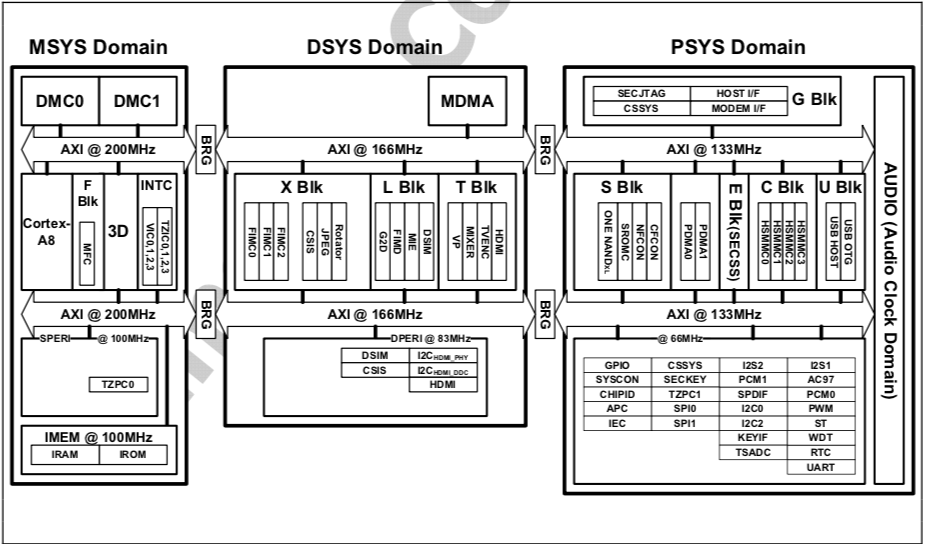 MSYS Domain
DSYS Domain
PSYS Domain
DMC0
DMC1
MDMA
SECJTAG
HOST I/F
CSSYS
MODEM I/F
G Blk
BRG
BRG
AXI @ 200MHz
AXI @ 166MHz
AXI @ 133MHz
Cortex-
A8
F
Blk
MFC
3D
INTC
VIC0,1,2,3
TZIC0,1,2,3
X Blk
FIMC0
FIMC1
FIMC2
CSIS
JPEG
Rotator
L Blk
G2D
FIMD
MIE
DSIM
T Blk
VP
MIXER
TVENC
HDMI
S Blk
ONE NANDXL
SROMC
NFCON
CFCON
PDMA0
PDMA1
E Blk(SECSS)
C Blk
HSMMC0
HSMMC1
HSMMC2
HSMMC3
U Blk
USB HOST
USB OTG
AUDIO (Audio Clock Domain)
BRG
BRG
AXI @ 200MHz
AXI @ 166MHz
AXI @ 133MHz
SPERI
@ 100MHz
TZPC0
IMEM @ 100MHz
IRAM
IROM
DPERI @ 83MHz
DSIM
I2CHDMI_PHY
CSIS
I2CHDMI_DDC
HDMI
@ 66MHz
GPIO
CSSYS
I2S2
I2S1
SYSCON
SECKEY
PCM1
AC97
CHIPID
TZPC1
SPDIF
PCM0
APC
SPI0
I2C0
PWM
IEC
SPI1
I2C2
ST
KEYIF
WDT
TSADC
RTC
UART